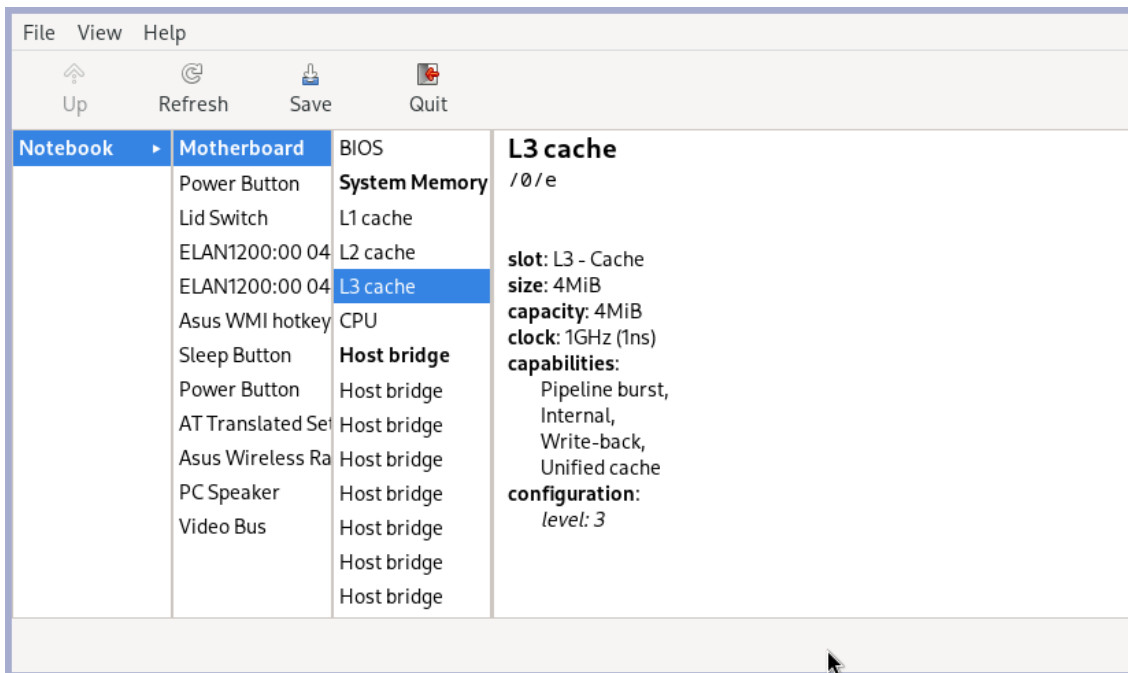 File View Help
Up Refresh Save Quit
Notebook
Motherboard
Power Button
Lid Switch
ELAN1200:00 04
ELAN1200:00 04
Asus WMI hotkey
Sleep Button
Power Button
AT Translated Set
Asus Wireless Ra
PC Speaker
Video Bus
BIOS
System Memory
L1 cache
L2 cache
L3 cache
CPU
Host bridge
Host bridge
Host bridge
Host bridge
Host bridge
Host bridge
Host bridge
Host bridge
L3 cache
/0/e
slot: L3 - Cache
size: 4MiB
capacity: 4MiB
clock: 1GHz (1ns)
capabilities:
Pipeline burst,
Internal,
Write-back,
Unified cache
configuration:
level: 3